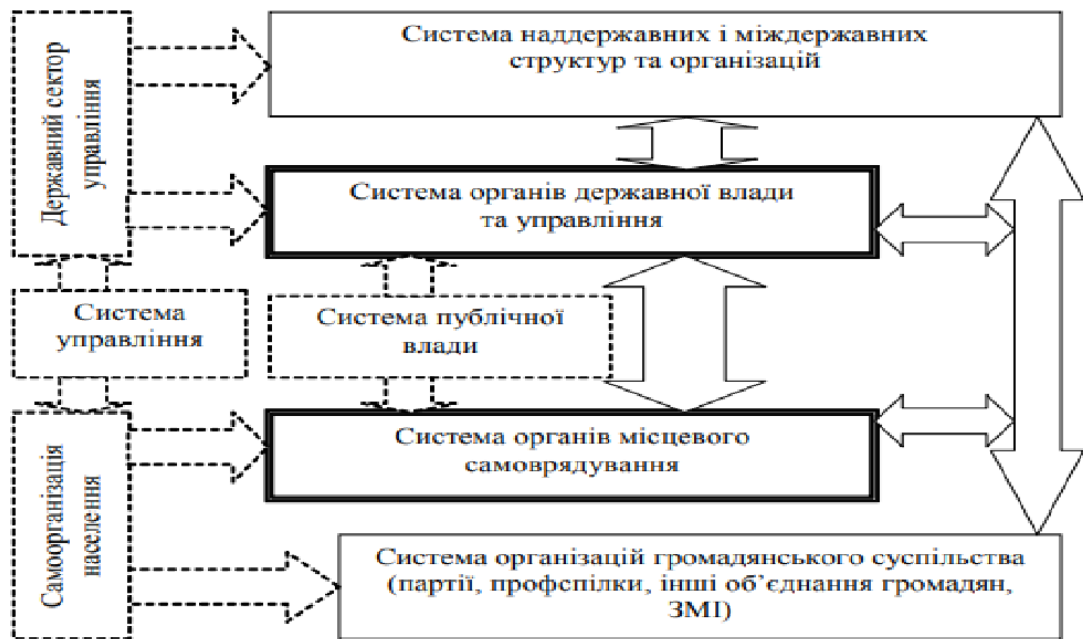 Державний сектор
управління
Система наддержавних і міждержавних
структур та організацій
Система органів державної влади
та управління
Система
управління
Система публічної
влади
Самоорганізація
населення
Система органів місцевого
самоврядування
Система організацій громадянського суспільства
(партії, профспілки, інші об’єднання громадян,
ЗМІ)